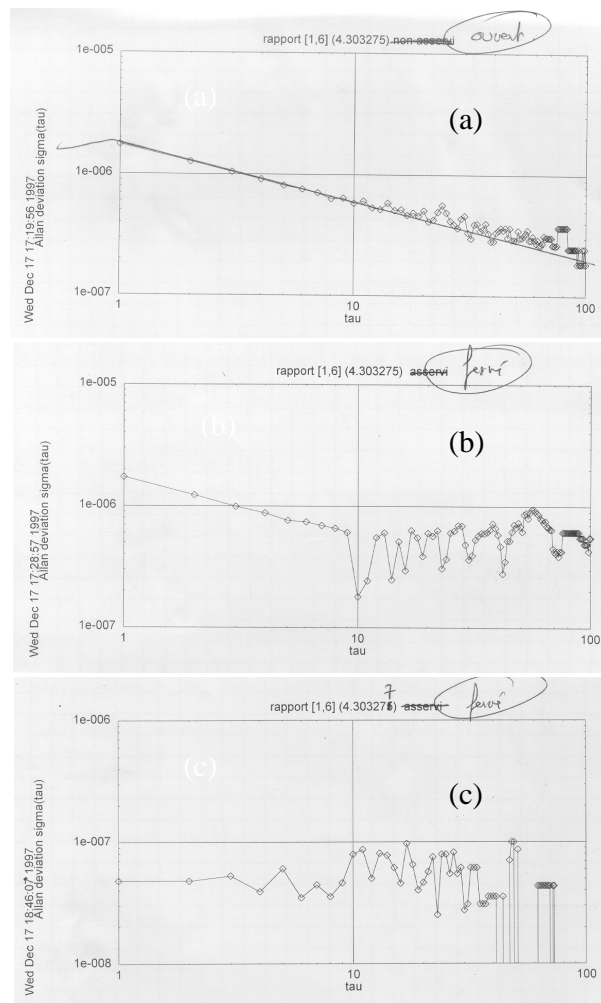 rapport [1,6] (4.303275) non asservi ouvert.
1e-005
(a)
(a)
1e-006
1e-007
Wed Dec 17 17:19:56 1997
Allan deviation sigma(tau)
1
10
100
tau
rapport [1,6] (4.303275) asservi fermé
1e-005
(b)
(b)
1e-006
1e-007
Wed Dec 17 17:28:57 1997
Allan deviation sigma(tau)
1
10
100
tau
7
rapport [1,6] (4.303275) asservi fermé
1e-006
(c)
(c)
1e-007
1e-008
Wed Dec 17 18:46:07 1997
Allan deviation sigma(tau)
1
10
100
tau